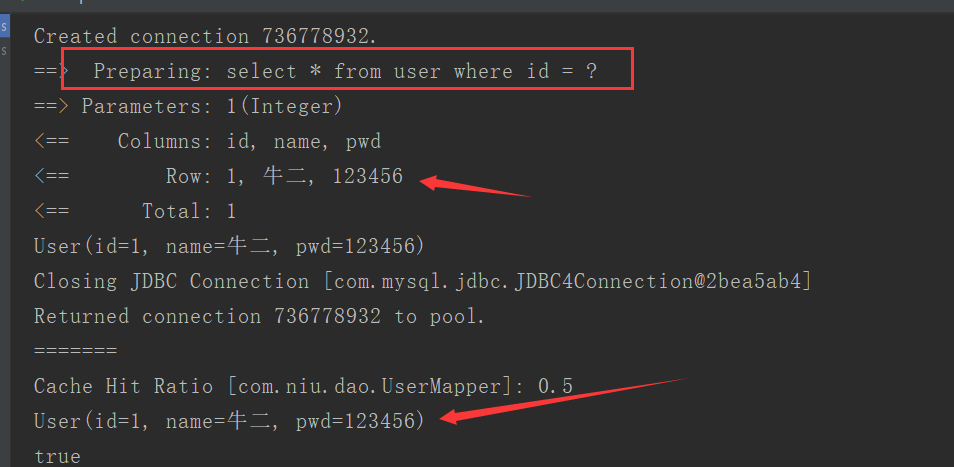 Created connection 736778932.
==>  Preparing: select * from user where id = ?
==> Parameters: 1(Integer)
<==    Columns: id, name, pwd
<==        Row: 1, 牛二, 123456
<==      Total: 1
User(id=1, name=牛二, pwd=123456)
Closing JDBC Connection [com.mysql.jdbc.JDBC4Connection@2bea5ab4]
Returned connection 736778932 to pool.
=======
Cache Hit Ratio [com.niu.dao.UserMapper]: 0.5
User(id=1, name=牛二, pwd=123456)
true